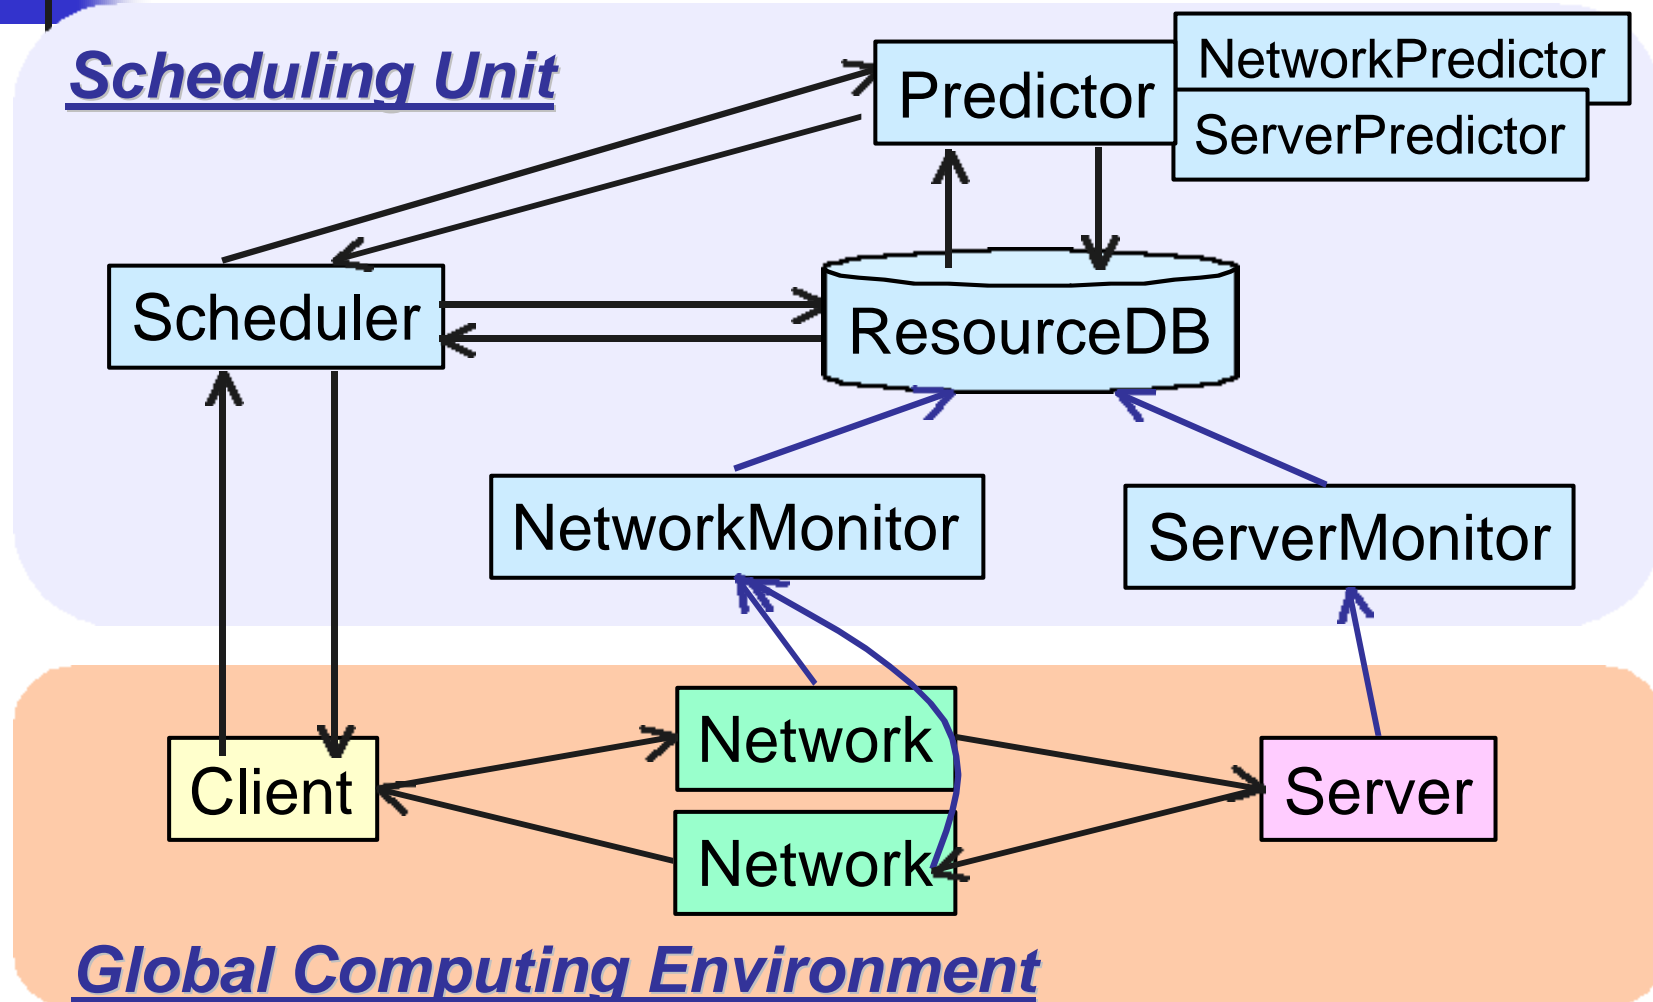 Scheduling Unit
NetworkPredictor
Predictor
ServerPredictor
Scheduler
ResourceDB
NetworkMonitor
ServerMonitor
Network
Client
Server
Network
Global Computing Environment